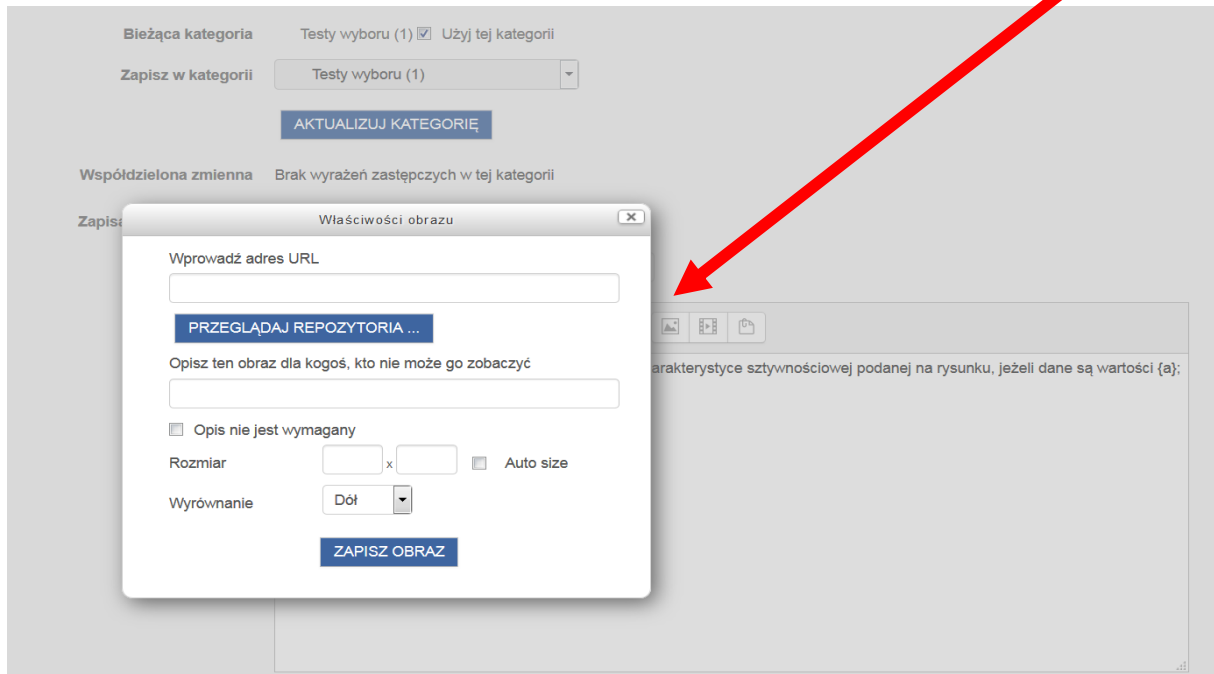 Bieżąca kategoria Testy wyboru (1) Użyj tej kategorii
Zapisz w kategorii Testy wyboru (1)
AKTUALIZUJ KATEGORIĘ
Współdzielona zmienna Brak wyrażeń zastępczych w tej kategorii
Zapisa
Właściwości obrazu
Wprowadź adres URL
PRZEGLĄDAJ REPOZYTORIA ...
Opisz ten obraz dla kogoś, kto nie może go zobaczyć
arakterystyce sztywnościowej podanej na rysunku, jeżeli dane są wartości {a};
Opis nie jest wymagany
Rozmiar x Auto size
Wyrównanie Dół
ZAPISZ OBRAZ